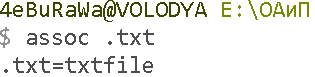 4eBuRaWa@VOLODYA E:\ОАиП
$ assoc .txt
.txt=txtfile